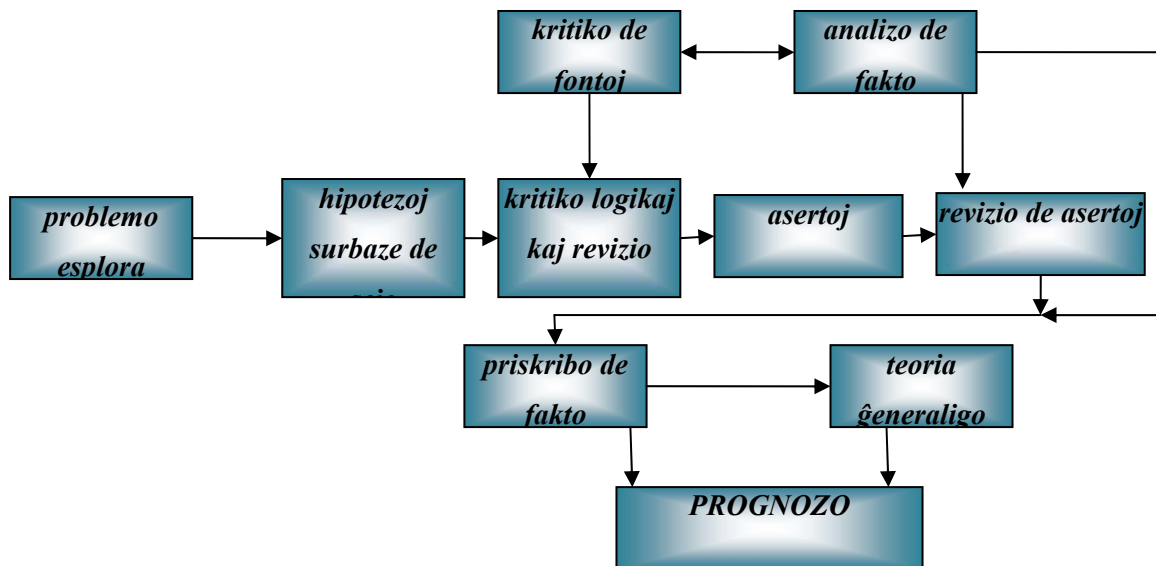 kritiko de
fontoj
analizo de
fakto
problemo
esplora
hipotezoj
surbaze de
kritiko logikaj
kaj revizio
asertoj
revizio de asertoj
priskribo de
fakto
teoria
ĝeneraligo
PROGNOZO